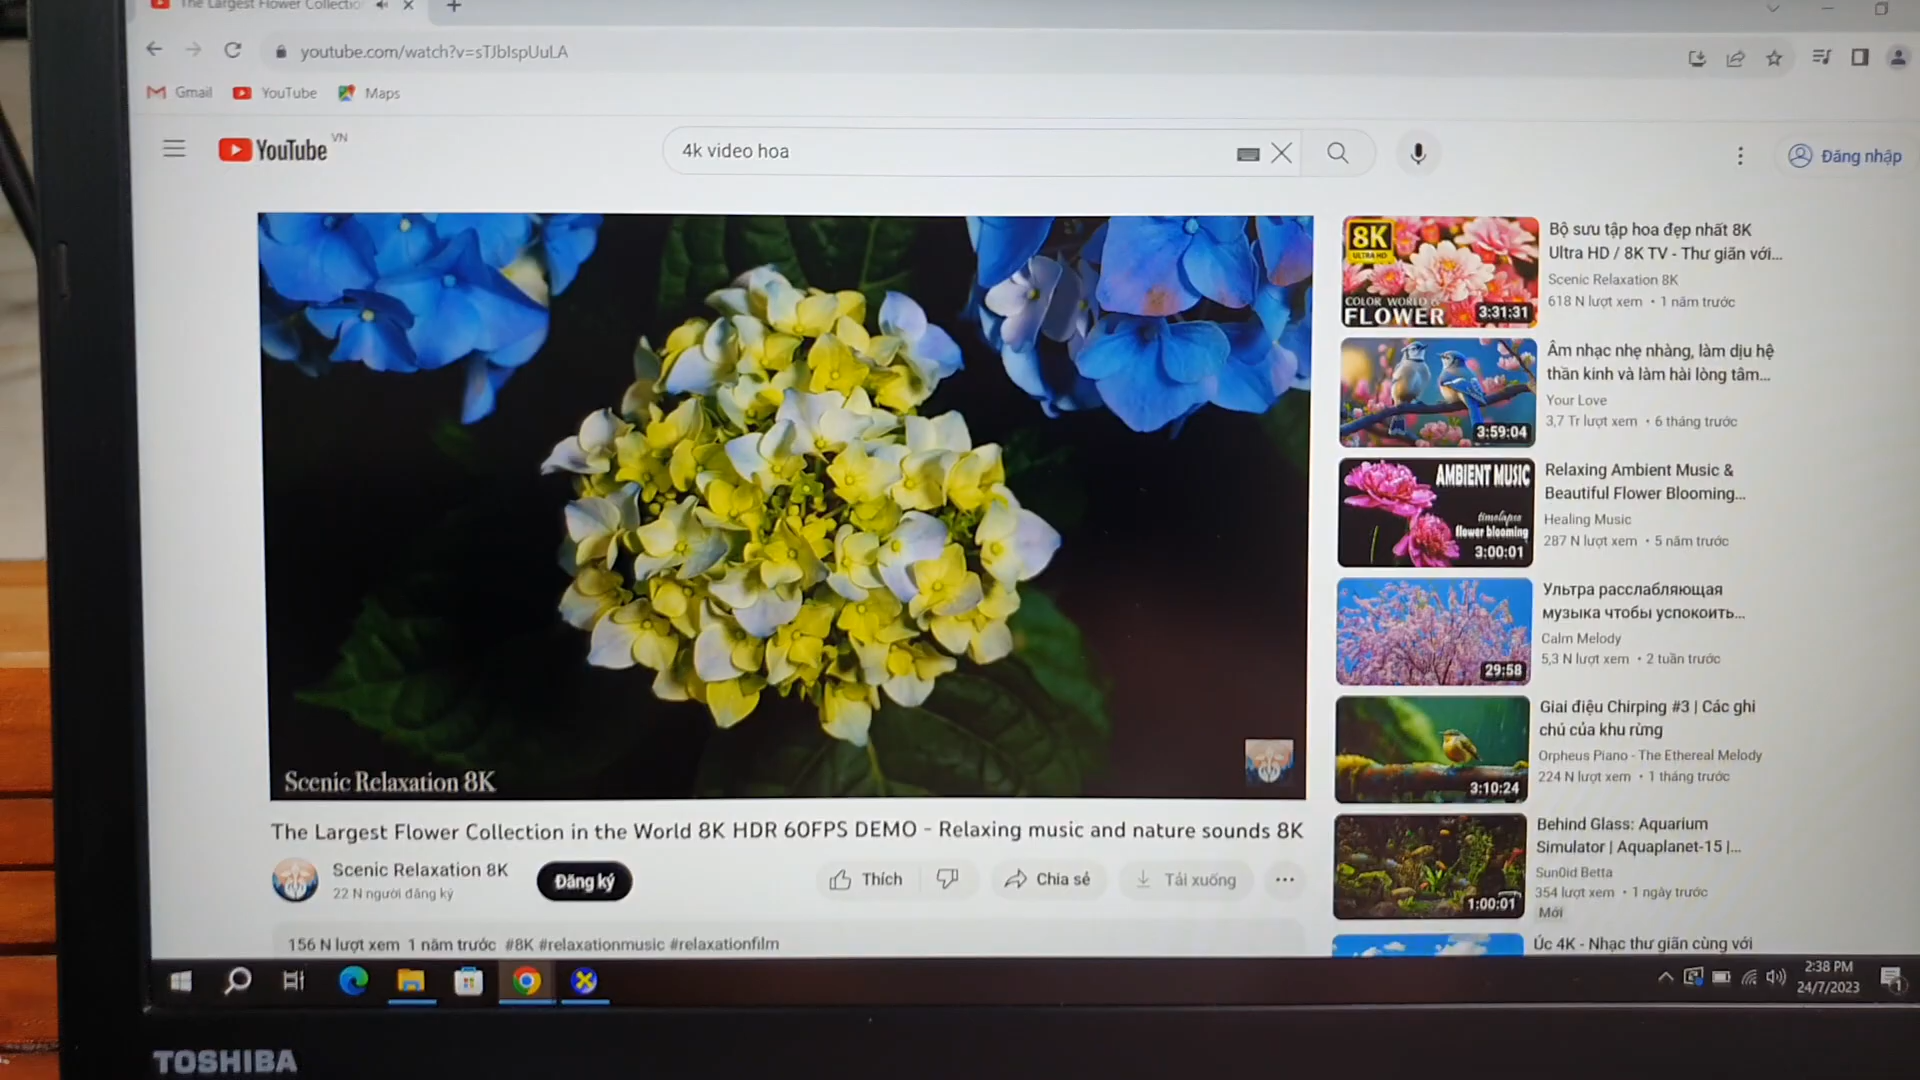 The Largest Flower Collectio
youtube.com/watch?v=sTJbIspUuLA
Gmail
YouTube
Maps
YouTube VN
4k video hoa
Đăng nhập
Scenic Relaxation 8K
The Largest Flower Collection in the World 8K HDR 60FPS DEMO - Relaxing music and nature sounds 8K
Scenic Relaxation 8K
22 N người đăng ký
Đăng ký
Thích
Chia sẻ
Tải xuống
156 N lượt xem 1 năm trước #8K #relaxationmusic #relaxationfilm
8K
ULTRA HD
COLOR WORLD
FLOWER
3:31:31
Bộ sưu tập hoa đẹp nhất 8K
Ultra HD / 8K TV - Thư giãn với...
Scenic Relaxation 8K
618 N lượt xem • 1 năm trước
3:59:04
Âm nhạc nhẹ nhàng, làm dịu hệ
thần kinh và làm hài lòng tâm...
Your Love
3,7 Tr lượt xem • 6 tháng trước
AMBIENT MUSIC
timelapse
flower blooming
3:00:01
Relaxing Ambient Music &
Beautiful Flower Blooming...
Healing Music
287 N lượt xem • 5 năm trước
29:58
Ультра расслабляющая
музыка чтобы успокоить...
Calm Melody
5,3 N lượt xem • 2 tuần trước
3:10:24
Giai điệu Chirping #3 | Các ghi
chú của khu rừng
Orpheus Piano - The Ethereal Melody
224 N lượt xem • 1 tháng trước
1:00:01
Behind Glass: Aquarium
Simulator | Aquaplanet-15 |...
Sun0id Betta
354 lượt xem • 1 ngày trước
Mới
Úc 4K - Nhạc thư giãn cùng với
2:38 PM
24/7/2023
1
TOSHIBA